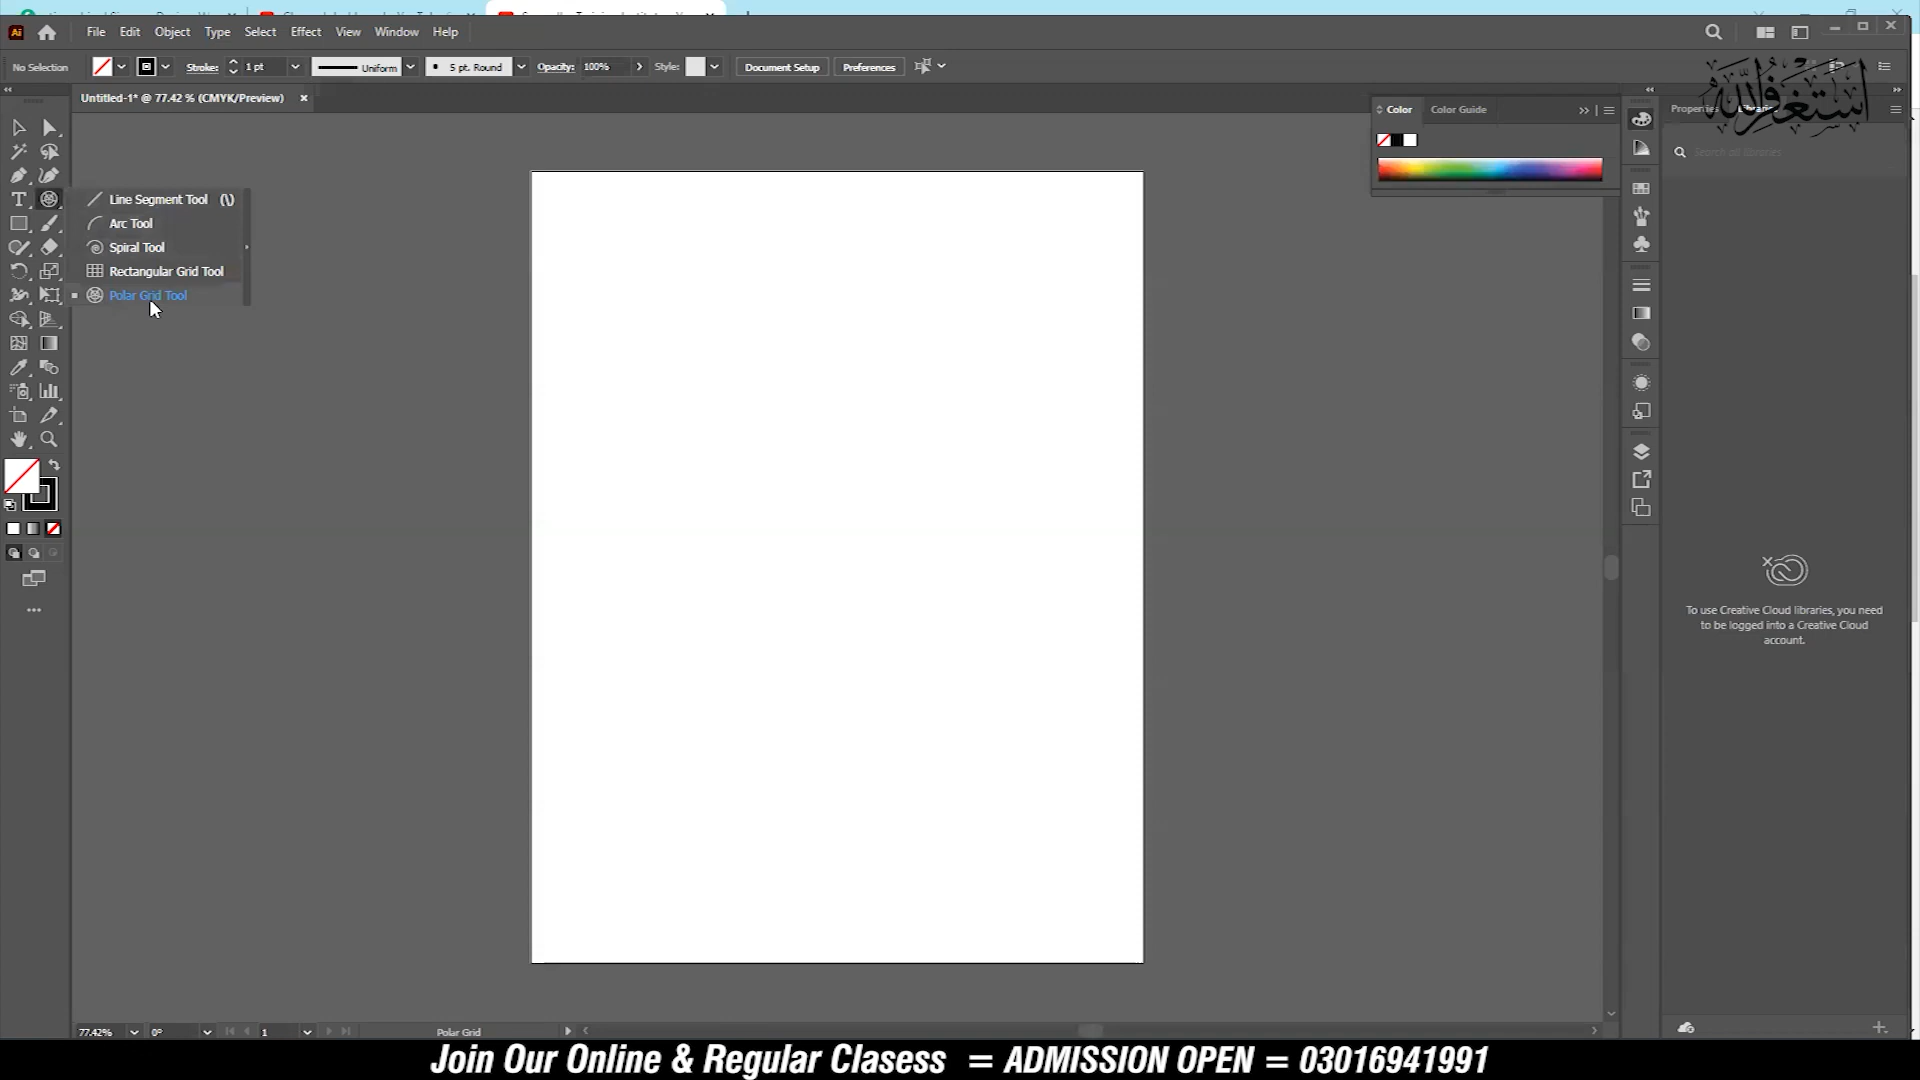 Ai File Edit Object Type Select Effect View Window Help
No Selection Stroke: 1 pt Uniform 5 pt. Round Opacity: 100% Style: Document Setup Preferences
Untitled-1* @ 77.42 % (CMYK/Preview)
Color Color Guide
Properties Libraries
أستغفر الله
Search all libraries
Line Segment Tool (\)
Arc Tool
Spiral Tool
Rectangular Grid Tool
Polar Grid Tool
To use Creative Cloud libraries, you need
to be logged into a Creative Cloud
account.
77.42% 0° 1 Polar Grid
Join Our Online & Regular Clasess = ADMISSION OPEN = 03016941991